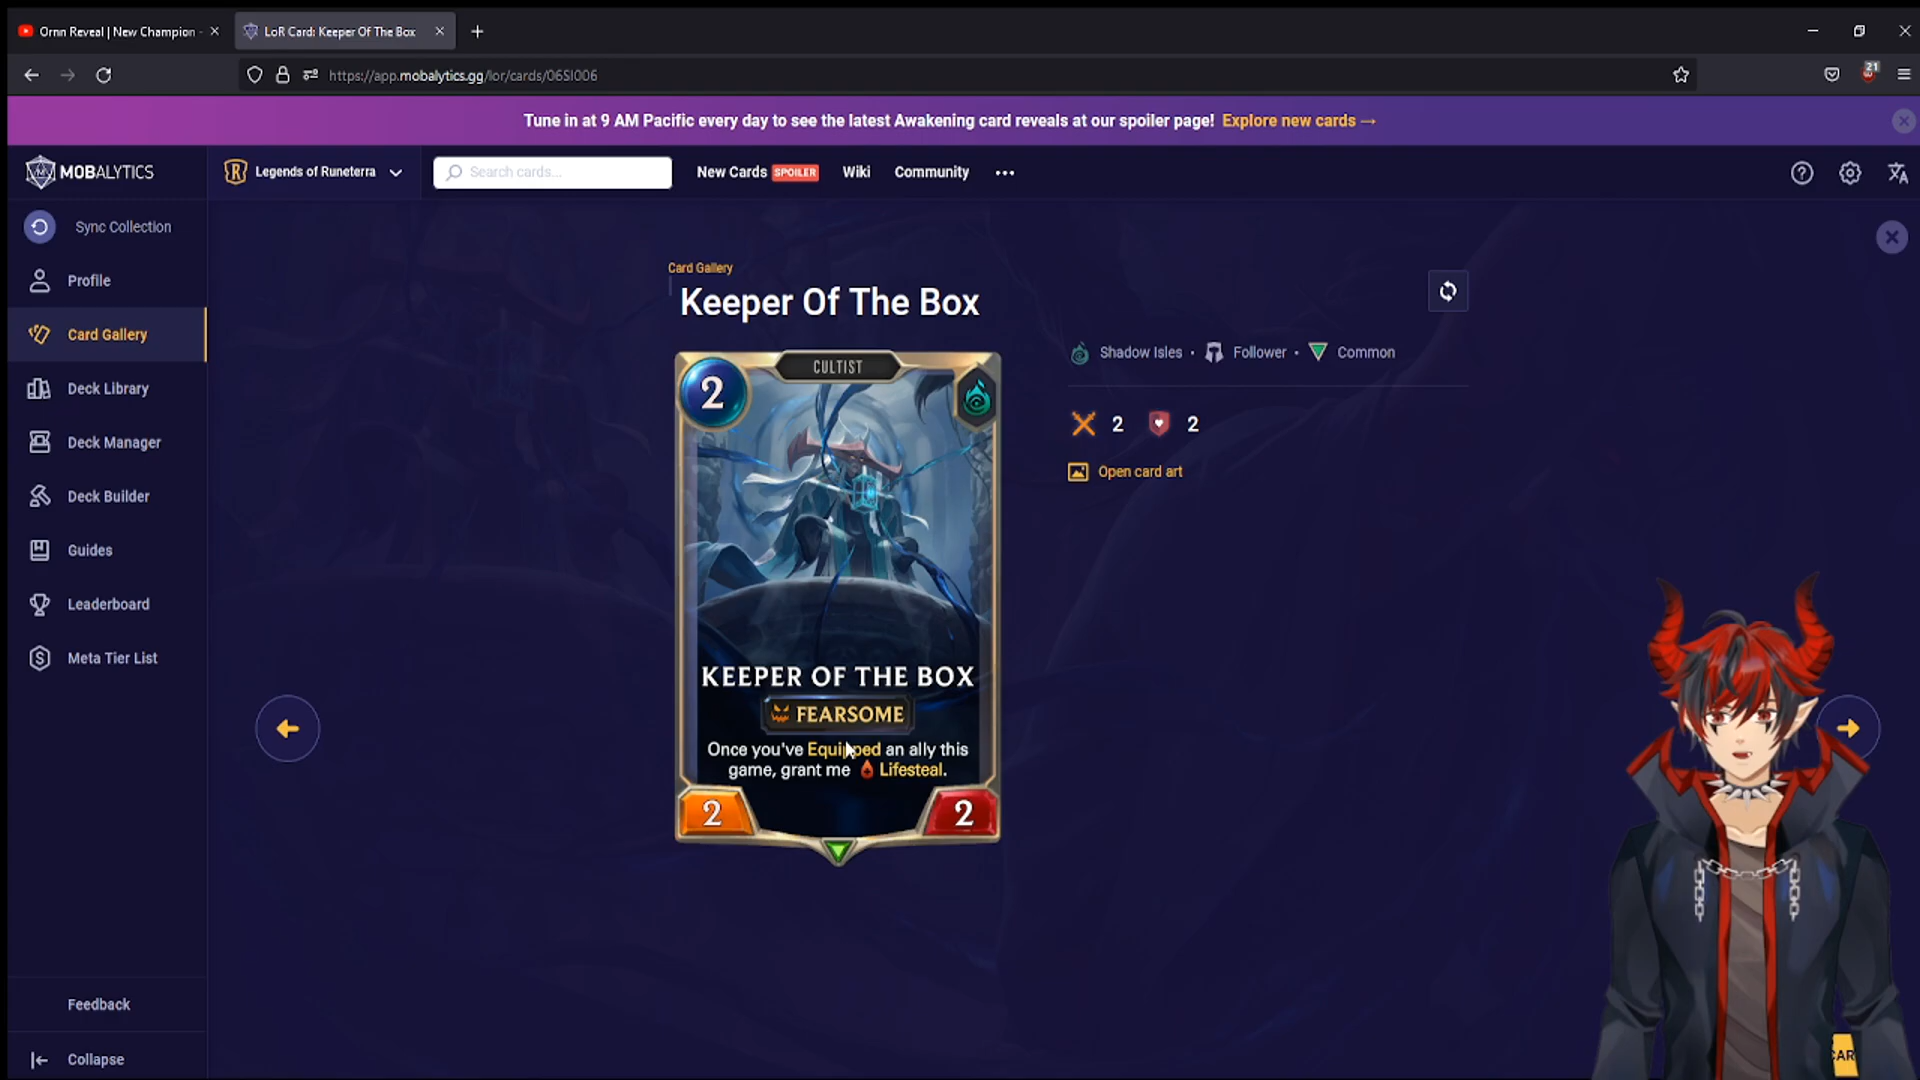 Ornn Reveal | New Champion -
LoR Card: Keeper Of The Box
https://app.mobalytics.gg/lor/cards/06SI006
21
Tune in at 9 AM Pacific every day to see the latest Awakening card reveals at our spoiler page! Explore new cards →
MOBALYTICS
Legends of Runeterra
Search cards...
New Cards SPOILER
Wiki
Community
Sync Collection
Profile
Card Gallery
Deck Library
Deck Manager
Deck Builder
Guides
Leaderboard
Meta Tier List
Feedback
Collapse
Card Gallery
Keeper Of The Box
2
CULTIST
KEEPER OF THE BOX
FEARSOME
Once you've Equipped an ally this
game, grant me Lifesteal.
2
2
Shadow Isles • Follower • Common
2 2
Open card art
CAR